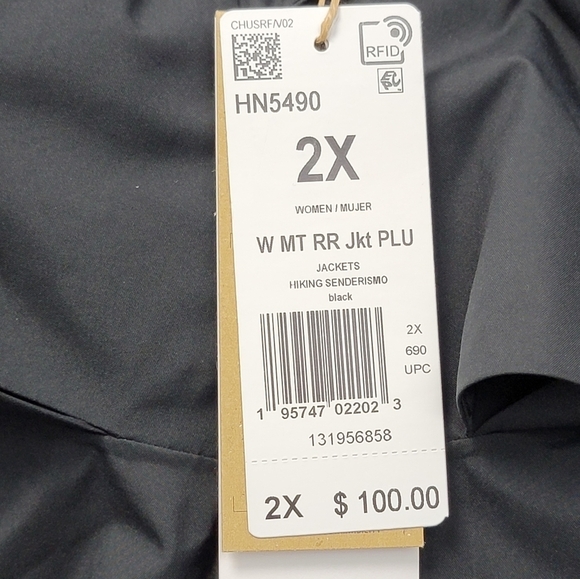 CHUSRF/V02
RFID
HN5490
2X
WOMEN / MUJER
W MT RR Jkt PLU
JACKETS
HIKING SENDERISMO
black
2X
690
UPC
1 95747 02202 3
131956858
2X $ 100.00